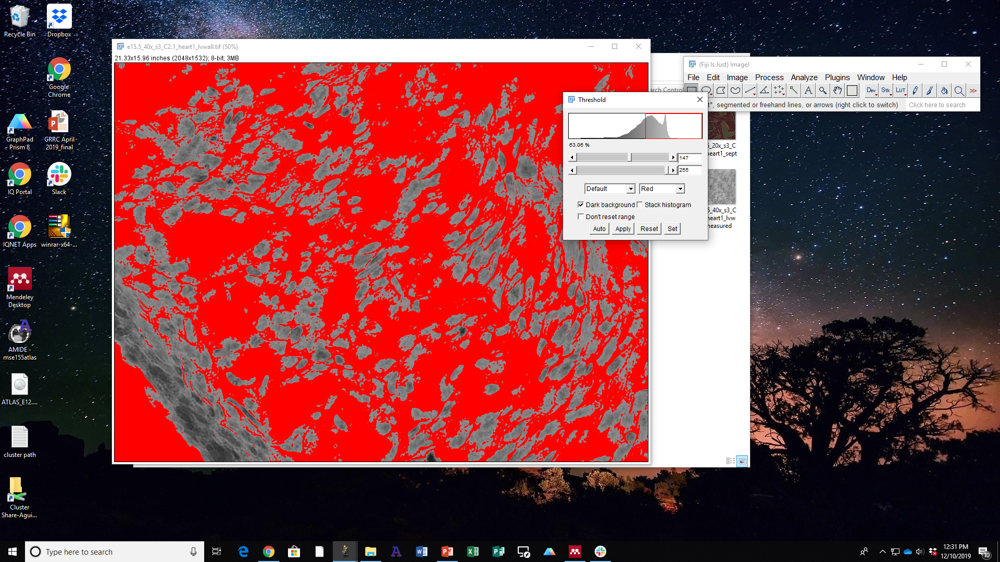 Recycle Bin
Dropbox
Google
Chrome
GraphPad
Prism 8
GRRC April
2019_final
IQ Portal
Slack
IQNET Apps
winrar-x64-...
Mendeley
Desktop
AMIDE -
mse155atlas
ATLAS_E12....
cluster path
Cluster
Share-Agui...
e15.5_40x_s3_C2.1_heart1_lvwall.tif (50%)
21.33x15.96 inches (2048x1532); 8-bit; 3MB
Threshold
63.06 %
147
255
Default
Red
Dark background
Stack histogram
Don't reset range
Auto
Apply
Reset
Set
arch Control
(Fiji Is Just) ImageJ
File Edit Image Process Analyze Plugins Window Help
A
Dev
Stk
LUT
>>
t*, segmented or freehand lines, or arrows (right click to switch)
Click here to search
5_20x_s3_C
eart1_sept
5_40x_s3_C
eart1_lvw
easured
Type here to search
12:31 PM
12/10/2019
10